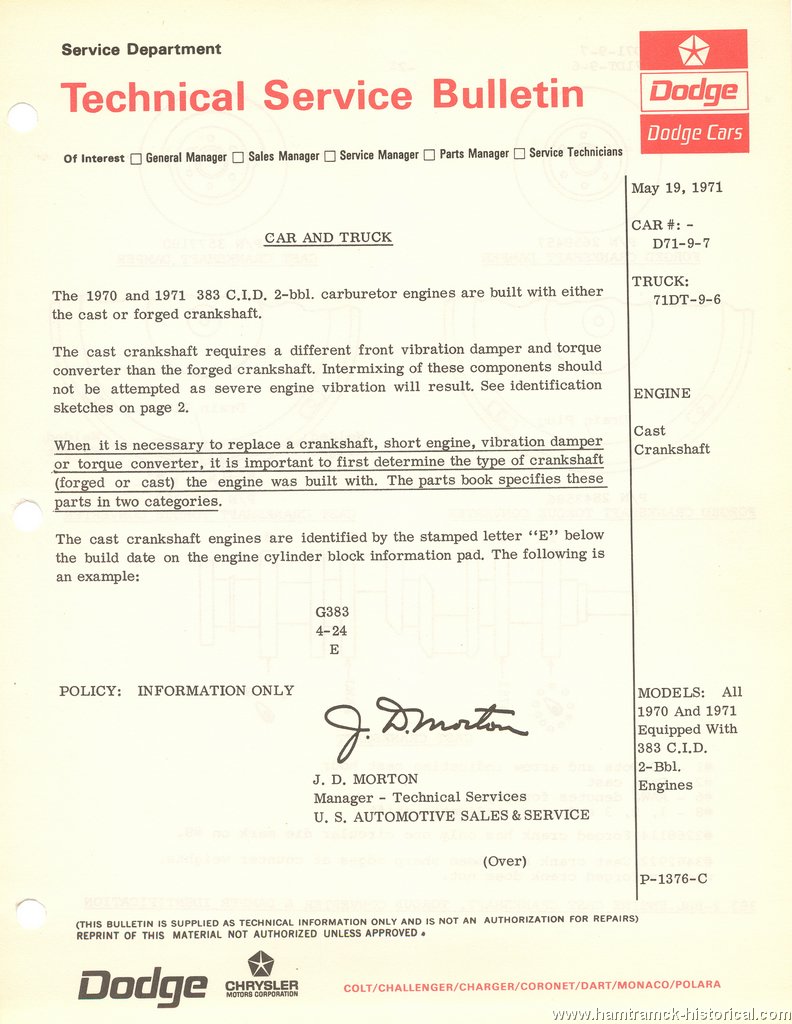 Service Department
Technical Service Bulletin
Dodge
Dodge Cars
Of Interest □ General Manager □ Sales Manager □ Service Manager □ Parts Manager □ Service Technicians
May 19, 1971
CAR #: -
D71-9-7
TRUCK:
71DT-9-6
CAR AND TRUCK
The 1970 and 1971 383 C.I.D. 2-bbl. carburetor engines are built with either
the cast or forged crankshaft.
The cast crankshaft requires a different front vibration damper and torque
converter than the forged crankshaft. Intermixing of these components should
not be attempted as severe engine vibration will result. See identification
sketches on page 2.
ENGINE
Cast
Crankshaft
When it is necessary to replace a crankshaft, short engine, vibration damper
or torque converter, it is important to first determine the type of crankshaft
(forged or cast) the engine was built with. The parts book specifies these
parts in two categories.
The cast crankshaft engines are identified by the stamped letter "E" below
the build date on the engine cylinder block information pad. The following is
an example:
G383
4-24
E
POLICY: INFORMATION ONLY
J. D. Morton
J. D. MORTON
Manager - Technical Services
U. S. AUTOMOTIVE SALES & SERVICE
(Over)
MODELS: All
1970 And 1971
Equipped With
383 C.I.D.
2-Bbl.
Engines
P-1376-C
(THIS BULLETIN IS SUPPLIED AS TECHNICAL INFORMATION ONLY AND IS NOT AN AUTHORIZATION FOR REPAIRS)
REPRINT OF THIS MATERIAL NOT AUTHORIZED UNLESS APPROVED.
Dodge
CHRYSLER
MOTORS CORPORATION
COLT/CHALLENGER/CHARGER/CORONET/DART/MONACO/POLARA
www.hamtramck-historical.com